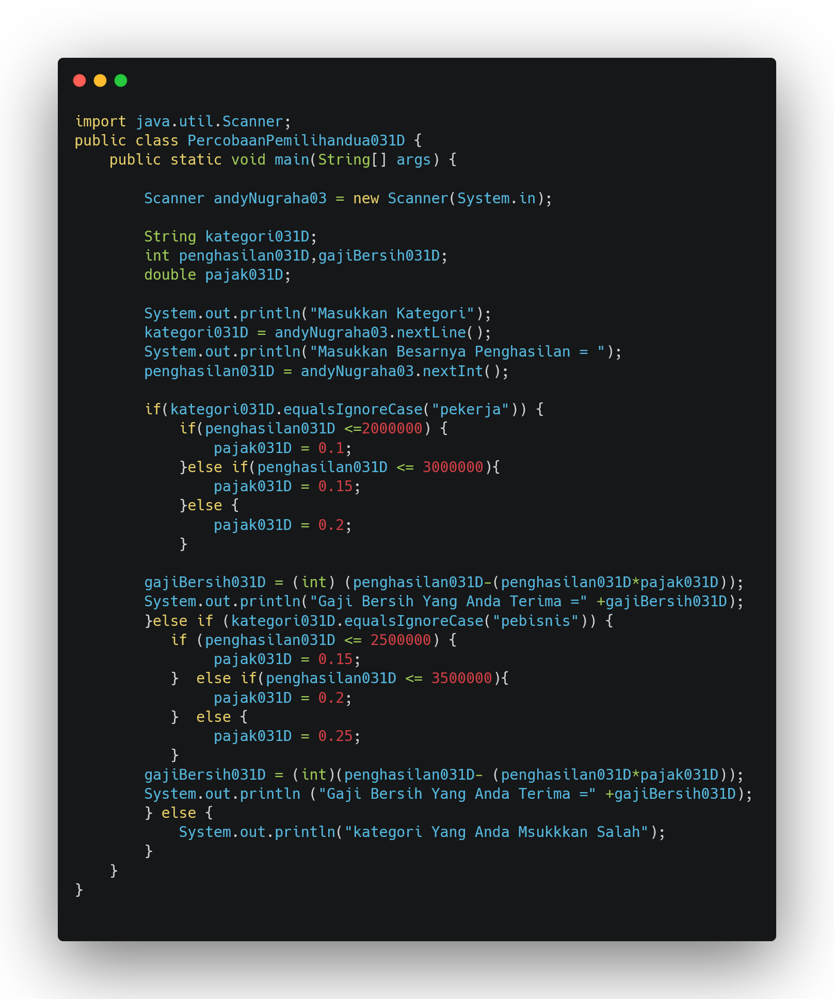 import java.util.Scanner;
public class PercobaanPemilihandua031D {
    public static void main(String[] args) {

        Scanner andyNugraha03 = new Scanner(System.in);

        String kategori031D;
        int penghasilan031D,gajiBersih031D;
        double pajak031D;

        System.out.println("Masukkan Kategori");
        kategori031D = andyNugraha03.nextLine();
        System.out.println("Masukkan Besarnya Penghasilan = ");
        penghasilan031D = andyNugraha03.nextInt();

        if(kategori031D.equalsIgnoreCase("pekerja")) {
            if(penghasilan031D <=2000000) {
                pajak031D = 0.1;
            }else if(penghasilan031D <= 3000000){
                pajak031D = 0.15;
            }else {
                pajak031D = 0.2;
            }

        gajiBersih031D = (int) (penghasilan031D-(penghasilan031D*pajak031D));
        System.out.println("Gaji Bersih Yang Anda Terima =" +gajiBersih031D);
        }else if (kategori031D.equalsIgnoreCase("pebisnis")) {
           if (penghasilan031D <= 2500000) {
                pajak031D = 0.15;
           }  else if(penghasilan031D <= 3500000){
                pajak031D = 0.2;
           }  else {
                pajak031D = 0.25;
           }
        gajiBersih031D = (int)(penghasilan031D- (penghasilan031D*pajak031D));
        System.out.println ("Gaji Bersih Yang Anda Terima =" +gajiBersih031D);
        } else {
            System.out.println("kategori Yang Anda Msukkkan Salah");
        }
    }
}